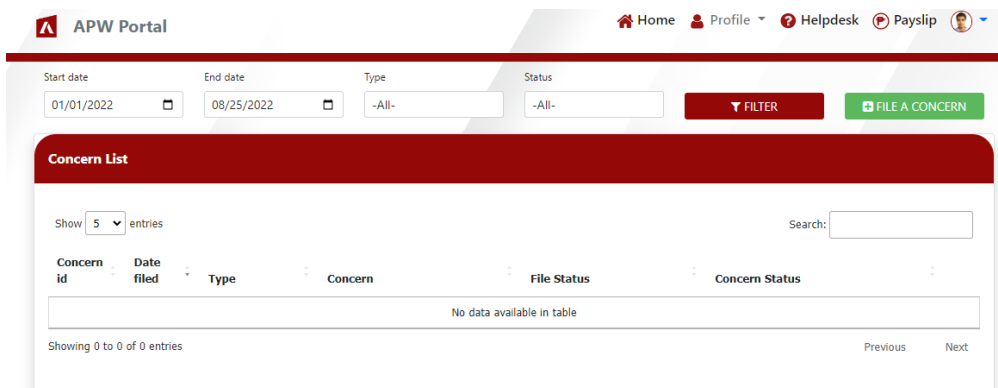 APW Portal Home Profile Helpdesk Payslip
Start date End date Type Status
01/01/2022 08/25/2022 -All- -All- FILTER FILE A CONCERN
Concern List
Show 5 entries Search:
Concern id Date filed Type Concern File Status Concern Status
No data available in table
Showing 0 to 0 of 0 entries Previous Next